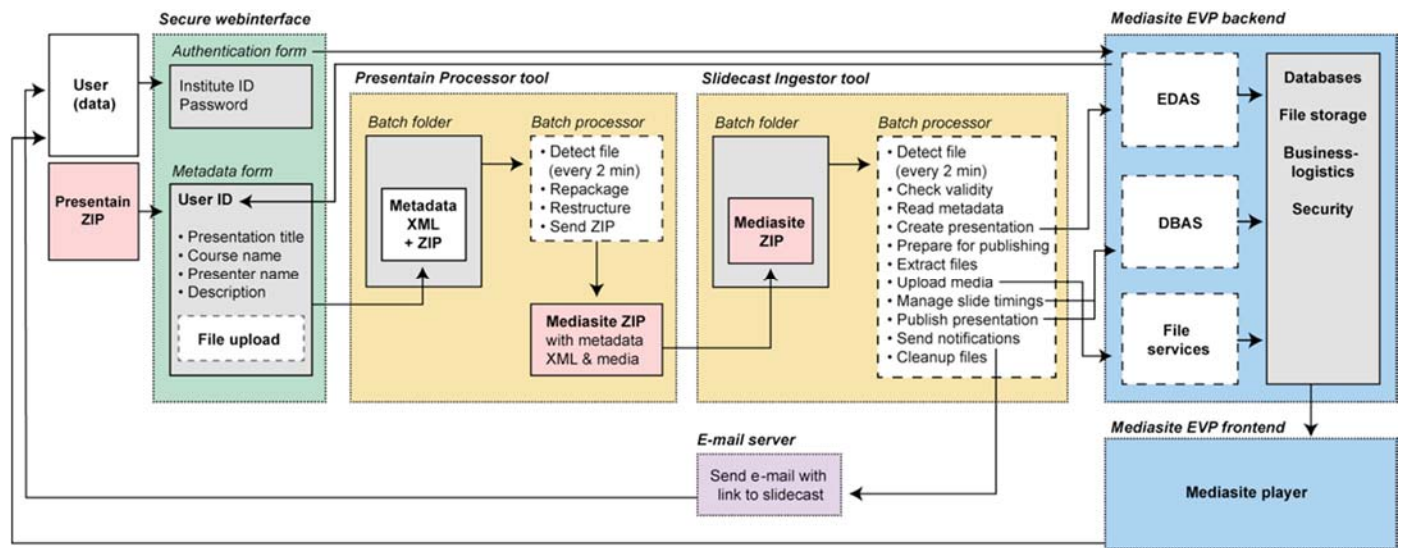 Secure webinterface
Mediasite EVP backend
User
(data)
Authentication form
Institute ID
Password
Presentain
ZIP
Metadata form
User ID
• Presentation title
• Course name
• Presenter name
• Description
File upload
Presentain Processor tool
Batch folder
Metadata
XML
+ ZIP
Batch processor
• Detect file
(every 2 min)
• Repackage
• Restructure
• Send ZIP
Mediasite ZIP
with metadata
XML & media
Slidecast Ingestor tool
Batch folder
Mediasite
ZIP
Batch processor
• Detect file
(every 2 min)
• Check validity
• Read metadata
• Create presentation
• Prepare for publishing
• Extract files
• Upload media
• Manage slide timings
• Publish presentation
• Send notifications
• Cleanup files
EDAS
DBAS
File
services
Databases
File storage
Business-
logistics
Security
E-mail server
Send e-mail with
link to slidecast
Mediasite EVP frontend
Mediasite player